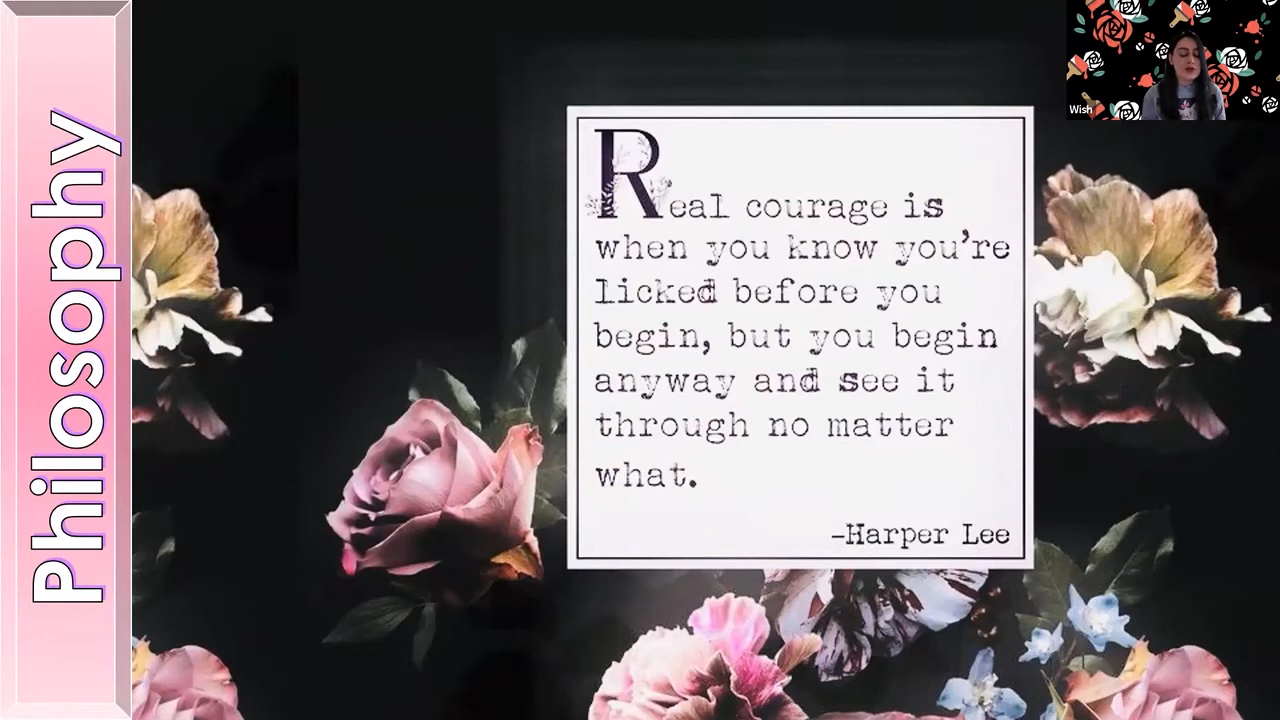 Philosophy
Wish
Real courage is
when you know you're
licked before you
begin, but you begin
anyway and see it
through no matter
what.
-Harper Lee